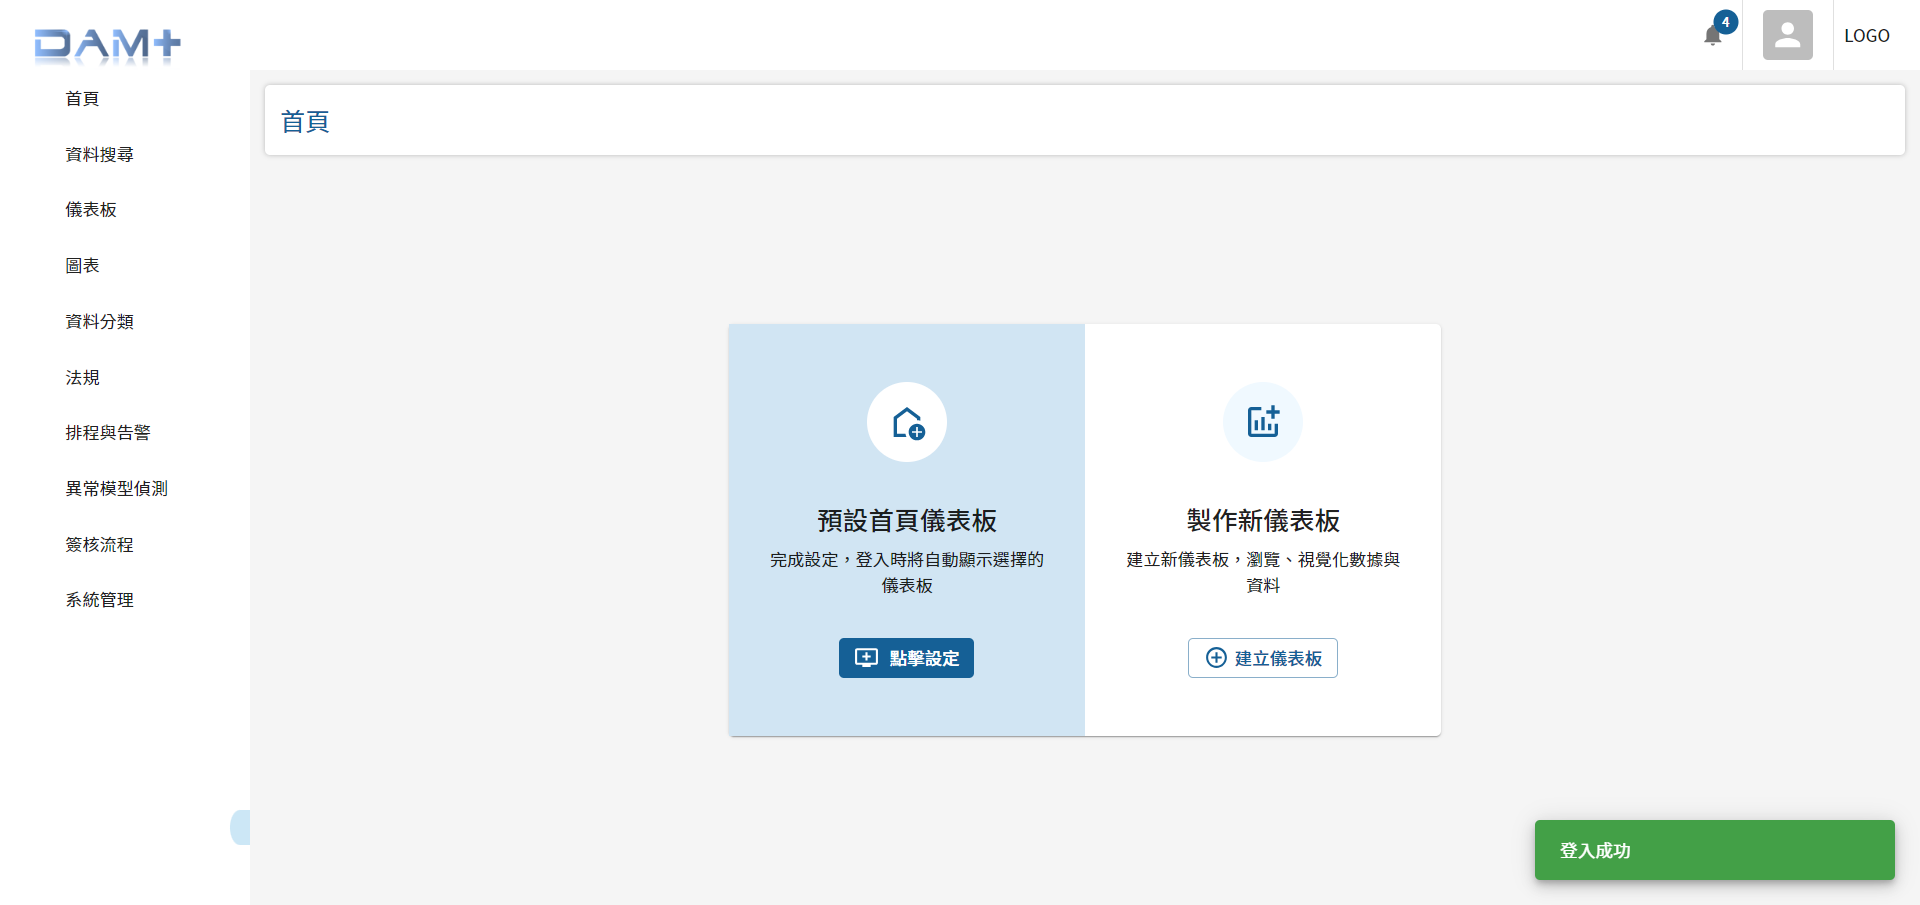 DAM+
4
LOGO
首頁
資料搜尋
儀表板
圖表
資料分類
法規
排程與告警
異常模型偵測
簽核流程
系統管理
首頁
預設首頁儀表板
完成設定，登入時將自動顯示選擇的
儀表板
點擊設定
製作新儀表板
建立新儀表板，瀏覽、視覺化數據與
資料
建立儀表板
登入成功